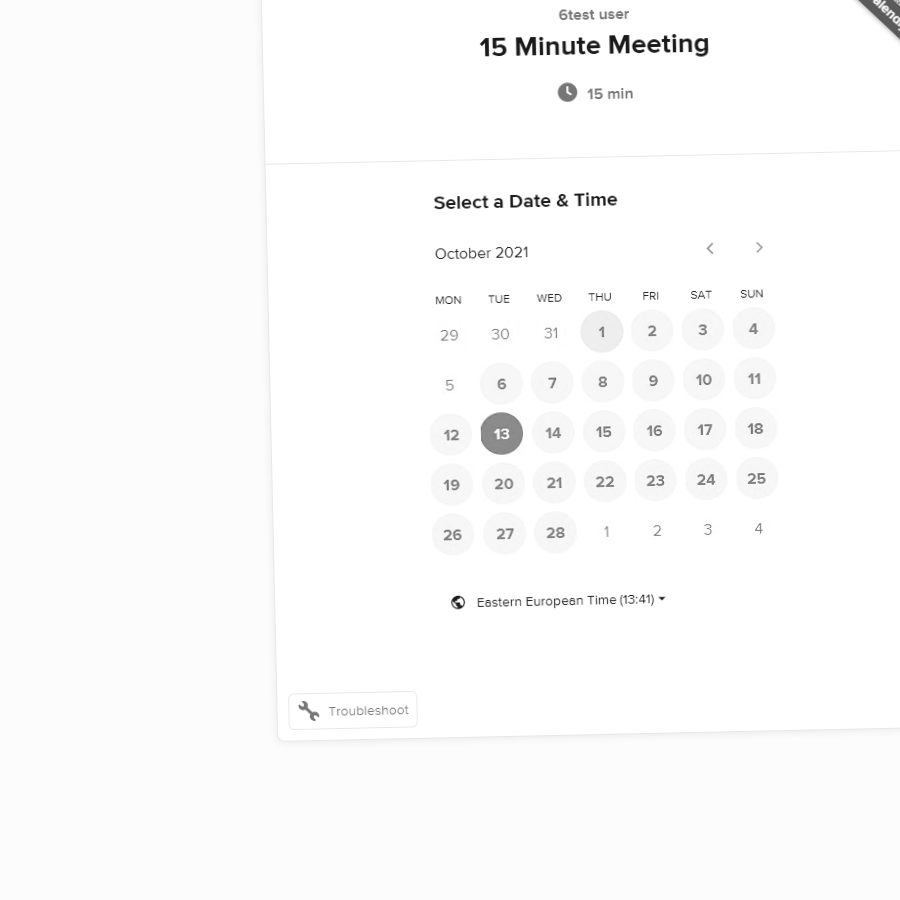 6test user
15 Minute Meeting
15 min
Select a Date & Time
October 2021
MON TUE WED THU FRI SAT SUN
29 30 31 1 2 3 4
5 6 7 8 9 10 11
12 13 14 15 16 17 18
19 20 21 22 23 24 25
26 27 28 1 2 3 4
Eastern European Time (13:41)
Troubleshoot